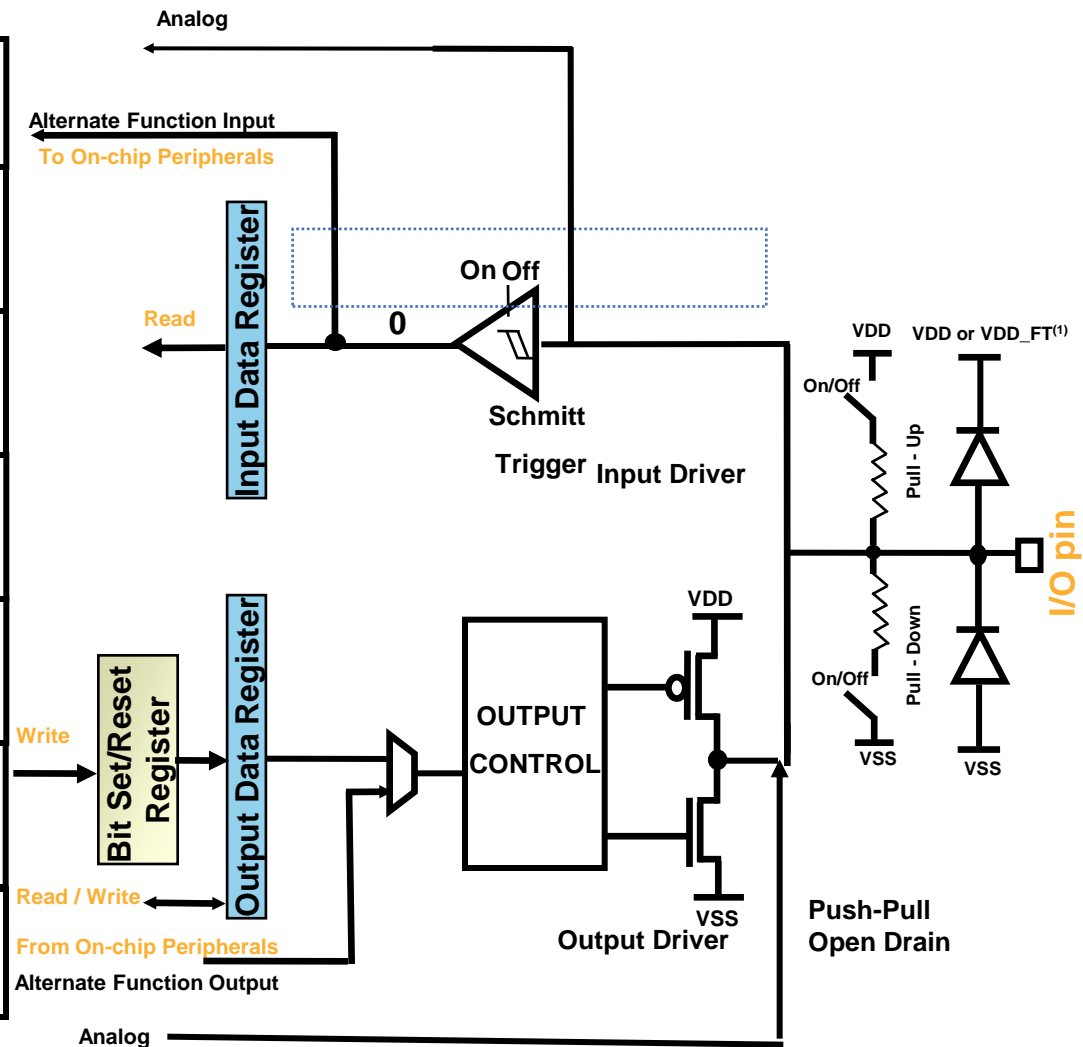 Analog
Alternate Function Input
To On-chip Peripherals
Input Data Register
On Off
Read
0
Schmitt
Trigger
Input Driver
VDD
VDD or VDD_FT(1)
On/Off
Pull - Up
I/O pin
Pull - Down
On/Off
VSS
VSS
VDD
OUTPUT
CONTROL
VSS
Output Driver
Push-Pull
Open Drain
Write
Bit Set/Reset
Register
Output Data Register
Read / Write
From On-chip Peripherals
Alternate Function Output
Analog